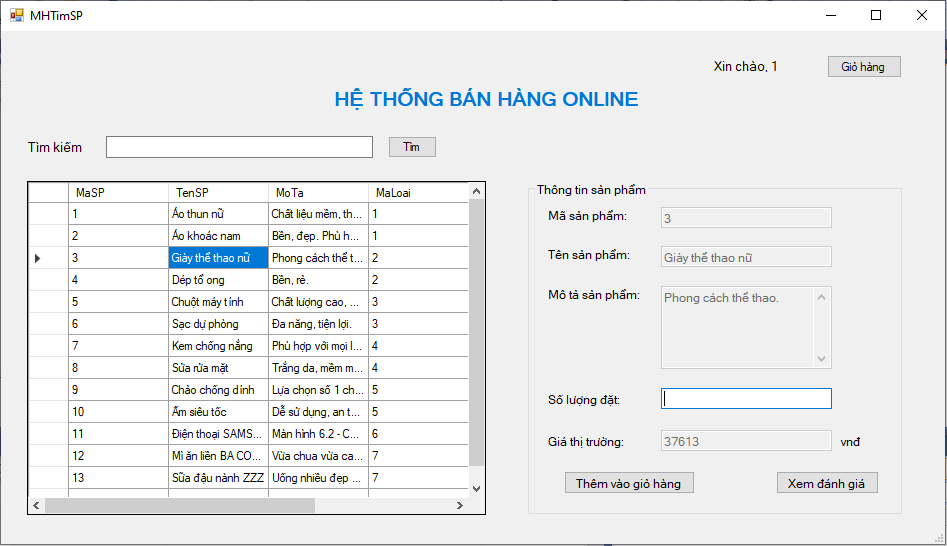 MHTimSP
Xin chào, 1
Giỏ hàng
HỆ THỐNG BÁN HÀNG ONLINE
Tìm kiếm
Tìm
MaSP TenSP MoTa MaLoai
1 Áo thun nữ Chất liệu mềm, th... 1
2 Áo khoác nam Bền, đẹp. Phù h... 1
3 Giày thể thao nữ Phong cách thể t... 2
4 Dép tổ ong Bền, rẻ. 2
5 Chuột máy tính Chất lượng cao, ... 3
6 Sạc dự phòng Đa năng, tiện lợi. 3
7 Kem chống nắng Phù hợp với mọi l... 4
8 Sữa rửa mặt Trắng da, mềm m... 4
9 Chảo chống dính Lựa chọn số 1 ch... 5
10 Ấm siêu tốc Dễ sử dụng, an t... 5
11 Điện thoại SAMS... Màn hình 6.2 - C... 6
12 Mì ăn liền BA CO... Vừa chua vừa ca... 7
13 Sữa đậu nành ZZZ Uống nhiều đẹp ... 7
Thông tin sản phẩm
Mã sản phẩm: 3
Tên sản phẩm: Giày thể thao nữ
Mô tả sản phẩm: Phong cách thể thao.
Số lượng đặt:
Giá thị trường: 37613 vnđ
Thêm vào giỏ hàng
Xem đánh giá